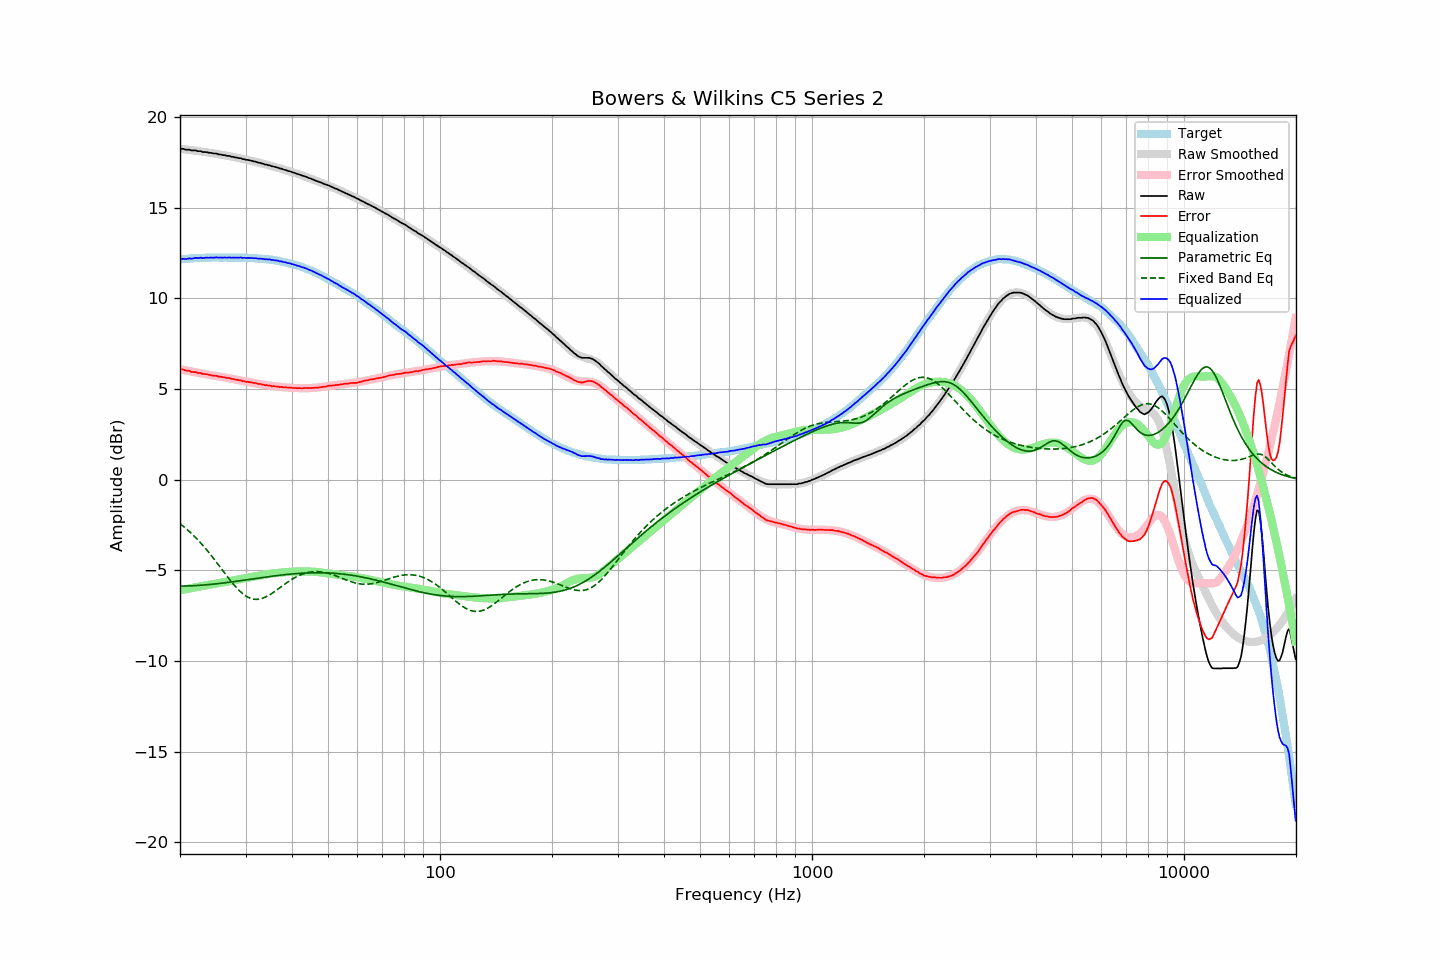 Bowers & Wilkins C5 Series 2
20
15
10
5
0
−5
−10
−15
−20
Amplitude (dBr)
Target
Raw Smoothed
Error Smoothed
Raw
Error
Equalization
Parametric Eq
Fixed Band Eq
Equalized
100
1000
10000
Frequency (Hz)